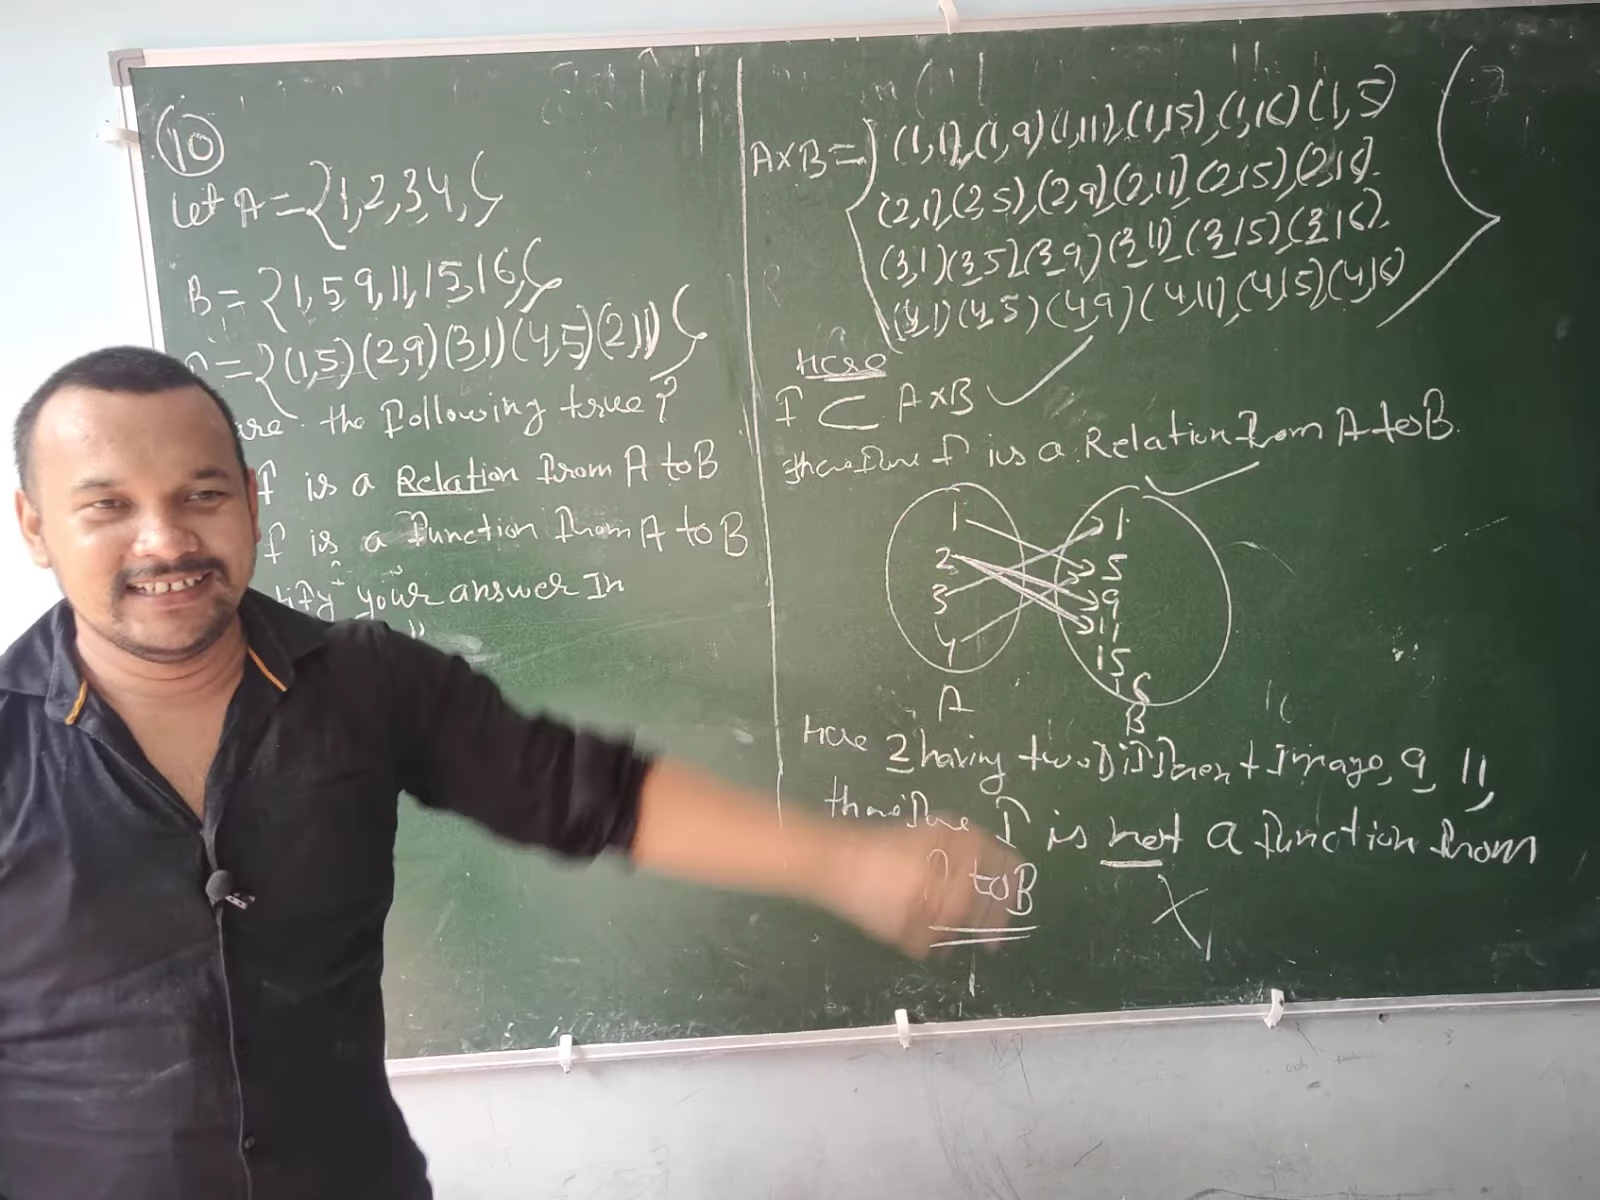 10
Let A = {1,2,3,4,}
B = {1,5,9,11,15,16,}
= {(1,5)(2,9)(3,1)(4,5)(2,11)}
are the following true?
f is a Relation from A to B
f is a function from A to B
tify your answer In
A×B = {(1,1),(1,9)(1,11),(1,15),(1,16)(1,5)
(2,1)(2,5),(2,9)(2,11)(2,15),(2,16).
(3,1)(3,5)(3,9)(3,11)(3,15)(3,16).
(4,1)(4,5)(4,9)(4,11),(4,15)(4,16)}
Here
f ⊂ A×B ✓
therefore f is a Relation from A to B.
1 1
2 5
3 9
4 11
15
16
A B
Here 2 having two Different Image, 9, 11,
therefore f is not a function from
A to B